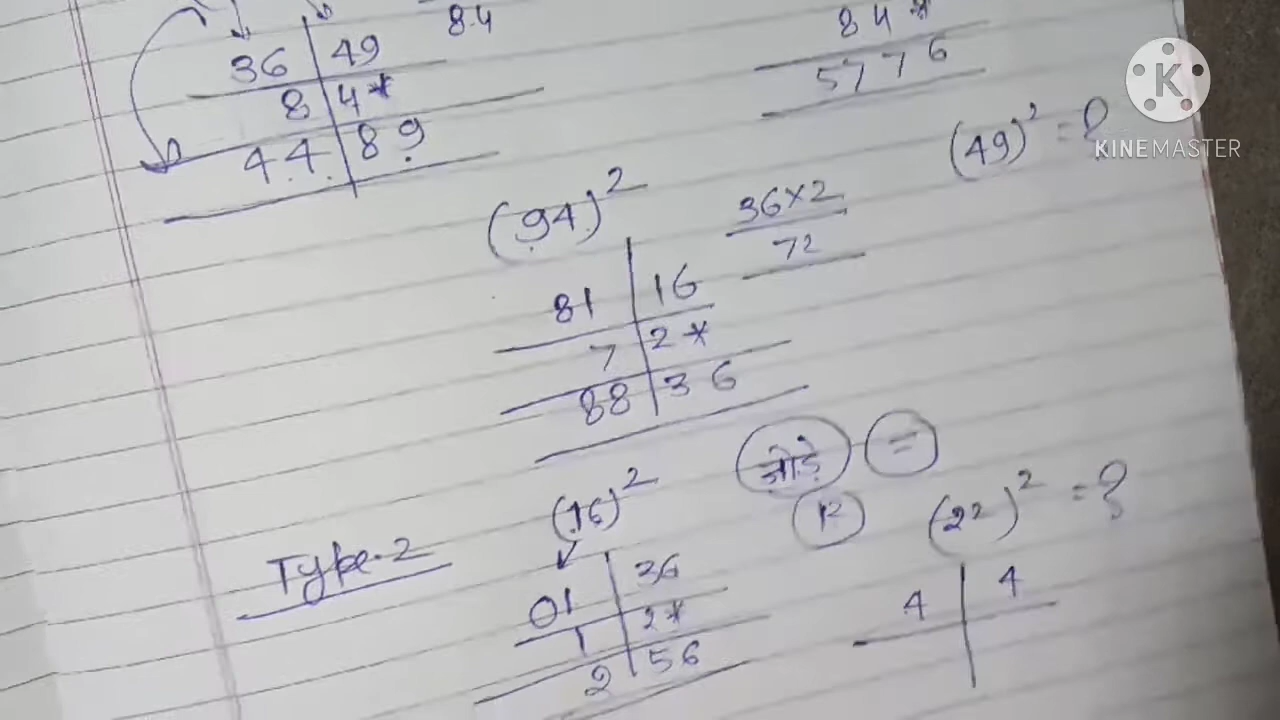 36 | 49 84
8 | 4*
44. | 89
84*
5776
(49)² = ?
(94)² 36×2
72
81 | 16
7 | 2*
88 | 36
जोड़े =
12
Type-2 (16)² (22)² = ?
01 | 36 4 | 4
1 | 2*
2 | 56
K
KINEMASTER